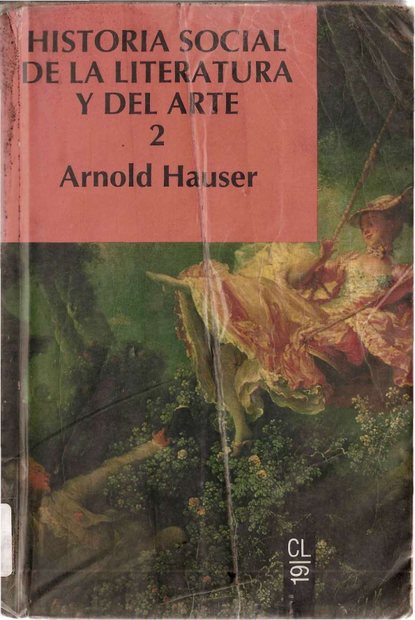 HISTORIA SOCIAL
DE LA LITERATURA
Y DEL ARTE
2
Arnold Hauser
CL
19